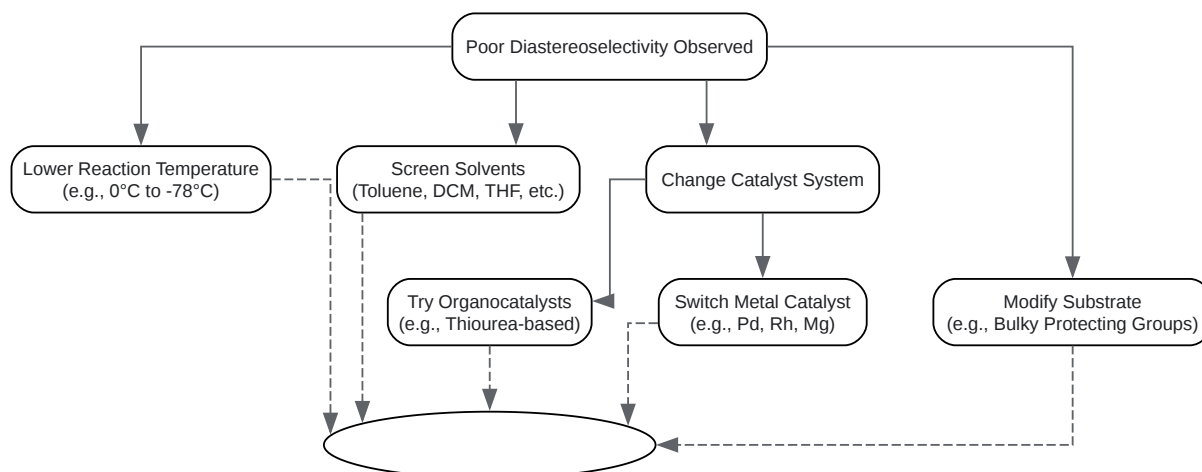 Poor Diastereoselectivity Observed
Lower Reaction Temperature
(e.g., 0°C to -78°C)
Screen Solvents
(Toluene, DCM, THF, etc.)
Change Catalyst System
Try Organocatalysts
(e.g., Thiourea-based)
Switch Metal Catalyst
(e.g., Pd, Rh, Mg)
Modify Substrate
(e.g., Bulky Protecting Groups)